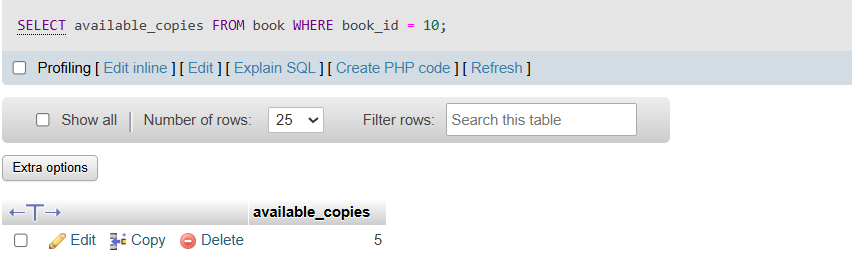 SELECT available_copies FROM book WHERE book_id = 10;
Profiling [ Edit inline ] [ Edit ] [ Explain SQL ] [ Create PHP code ] [ Refresh ]
Show all Number of rows: 25 Filter rows: Search this table
Extra options
available_copies
Edit Copy Delete 5